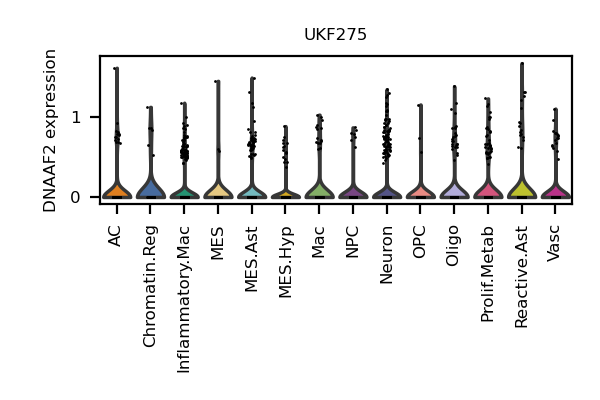 UKF275
DNAAF2 expression
1
0
AC
Chromatin.Reg
Inflammatory.Mac
MES
MES.Ast
MES.Hyp
Mac
NPC
Neuron
OPC
Oligo
Prolif.Metab
Reactive.Ast
Vasc